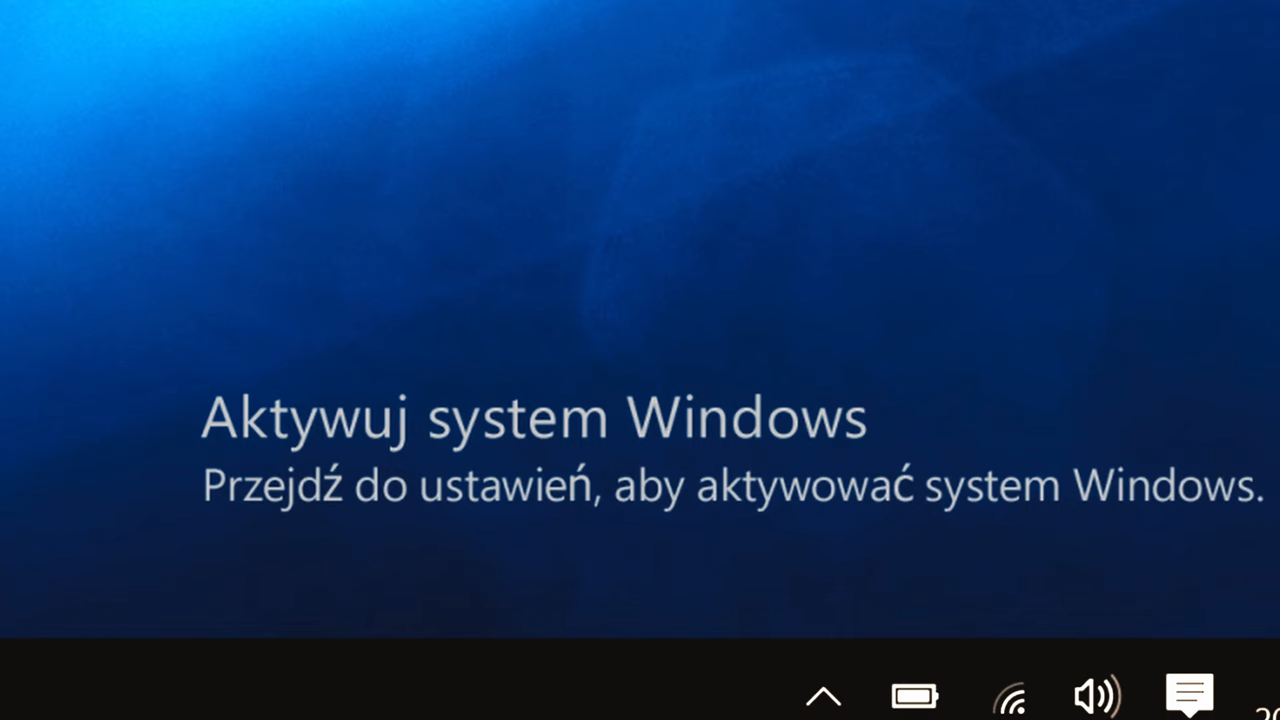 Aktywuj system Windows
Przejdź do ustawień, aby aktywować system Windows.